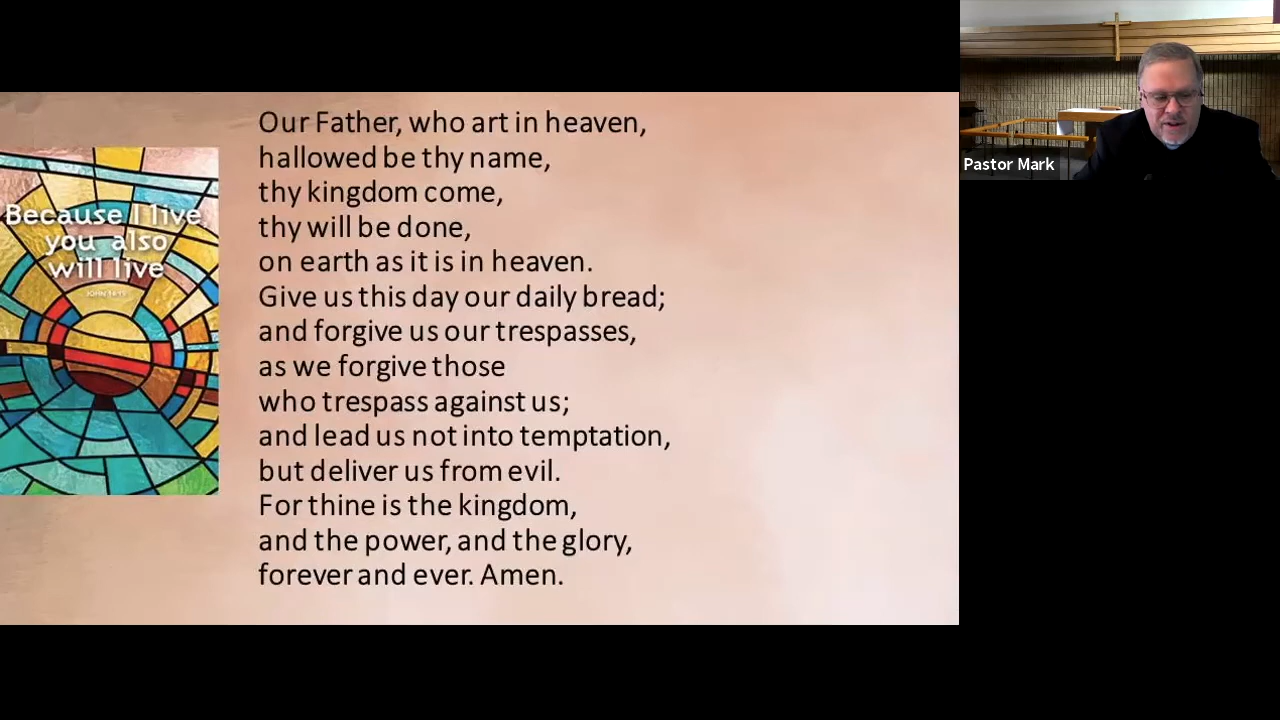 Our Father, who art in heaven,
hallowed be thy name,
thy kingdom come,
thy will be done,
on earth as it is in heaven.
Give us this day our daily bread;
and forgive us our trespasses,
as we forgive those
who trespass against us;
and lead us not into temptation,
but deliver us from evil.
For thine is the kingdom,
and the power, and the glory,
forever and ever. Amen.
Because I live,
you also
will live
JOHN
Pastor Mark